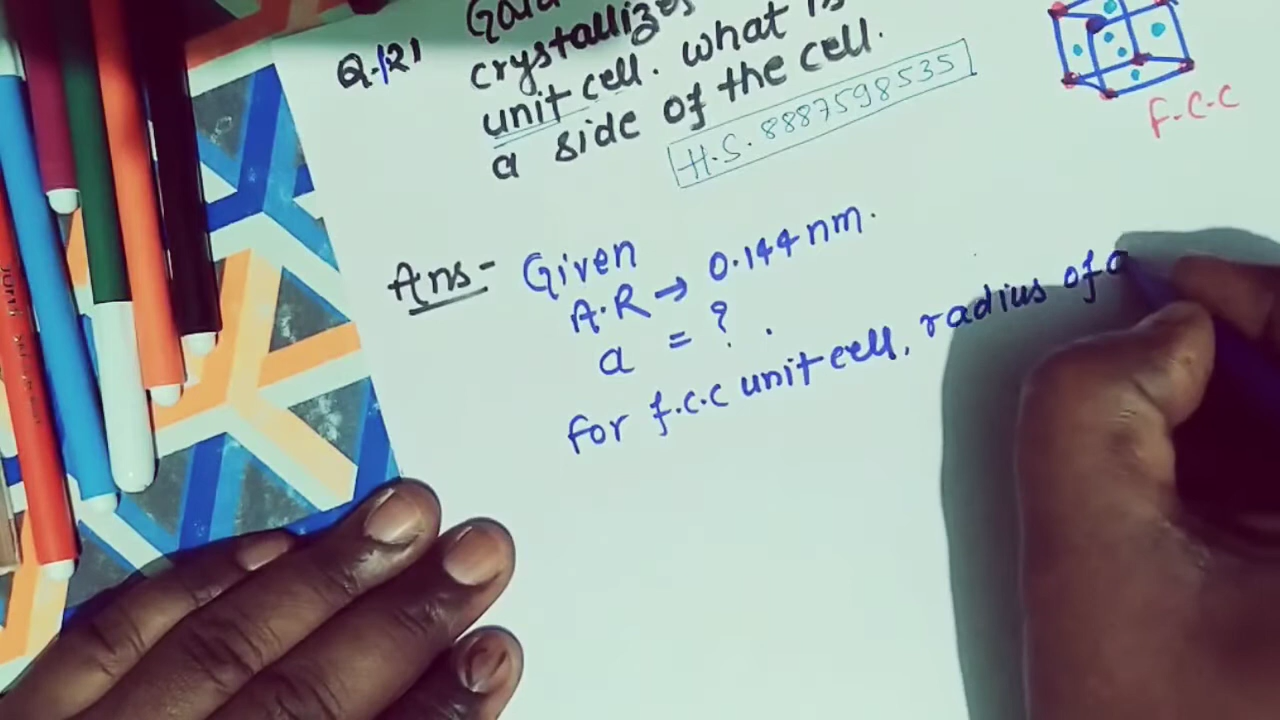 Q.121 Gold
crystallizes
unit cell. what is
a side of the cell.
H.S. 8887598535
F.C.C
Ans- Given
A.R → 0.144 nm.
a = ?
for f.c.c unit cell, radius of a